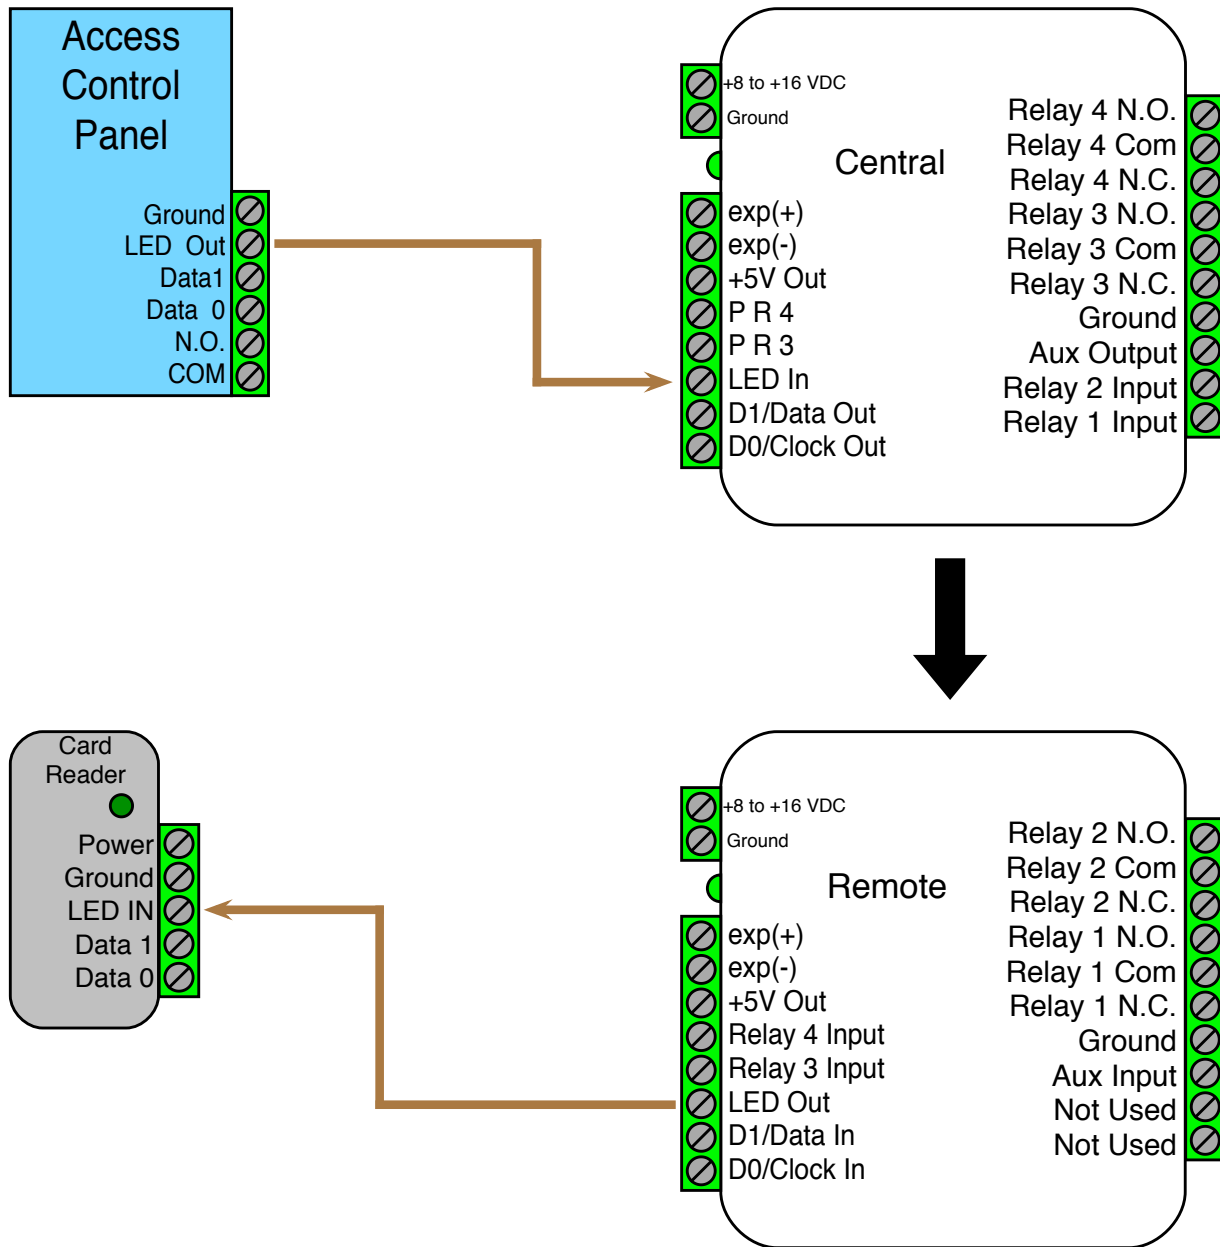 Access
Control
Panel
Ground
LED Out
Data1
Data 0
N.O.
COM
+8 to +16 VDC
Ground
Central
exp(+)
exp(-)
+5V Out
P R 4
P R 3
LED In
D1/Data Out
D0/Clock Out
Relay 4 N.O.
Relay 4 Com
Relay 4 N.C.
Relay 3 N.O.
Relay 3 Com
Relay 3 N.C.
Ground
Aux Output
Relay 2 Input
Relay 1 Input
Card
Reader
Power
Ground
LED IN
Data 1
Data 0
+8 to +16 VDC
Ground
Remote
exp(+)
exp(-)
+5V Out
Relay 4 Input
Relay 3 Input
LED Out
D1/Data In
D0/Clock In
Relay 2 N.O.
Relay 2 Com
Relay 2 N.C.
Relay 1 N.O.
Relay 1 Com
Relay 1 N.C.
Ground
Aux Input
Not Used
Not Used